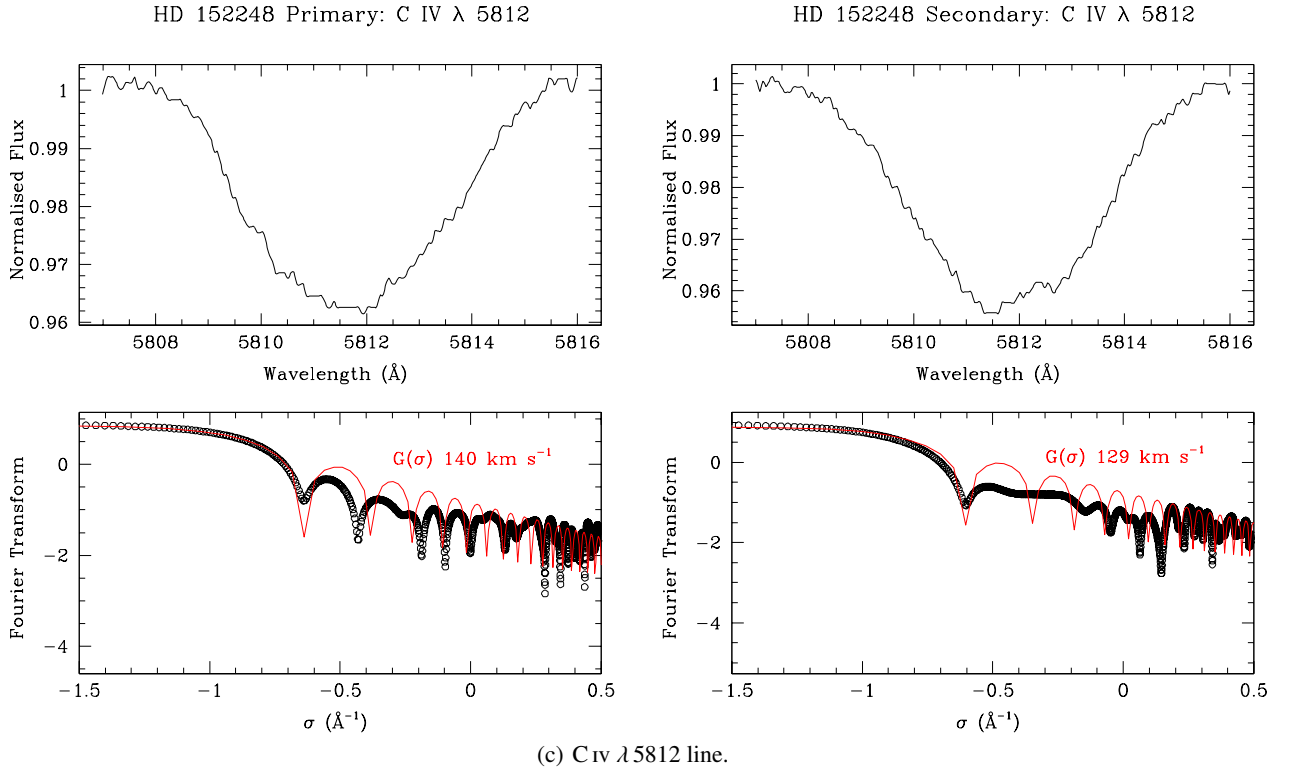 HD 152248 Primary: C IV λ 5812
HD 152248 Secondary: C IV λ 5812
Normalised Flux
1
0.99
0.98
0.97
0.96
5808
5810
5812
5814
5816
Wavelength (Å)
Normalised Flux
1
0.99
0.98
0.97
0.96
5808
5810
5812
5814
5816
Wavelength (Å)
Fourier Transform
0
−2
−4
G(σ) 140 km s⁻¹
−1.5
−1
−0.5
0
0.5
σ (Å⁻¹)
Fourier Transform
0
−2
−4
G(σ) 129 km s⁻¹
−1.5
−1
−0.5
0
0.5
σ (Å⁻¹)
(c) C IV λ 5812 line.